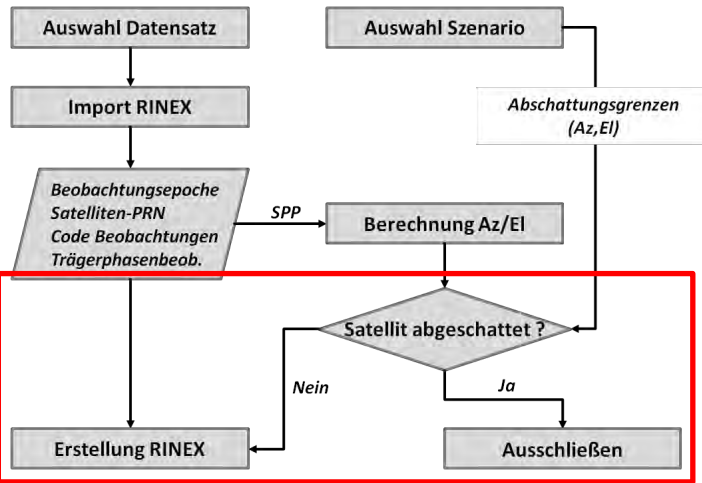 Auswahl Datensatz
Auswahl Szenario
Import RINEX
Abschattungsgrenzen
(Az,El)
Beobachtungsepoche
Satelliten-PRN
Code Beobachtungen
Trägerphasenbeob.
SPP
Berechnung Az/El
Satellit abgeschattet ?
Nein
Ja
Erstellung RINEX
Ausschließen